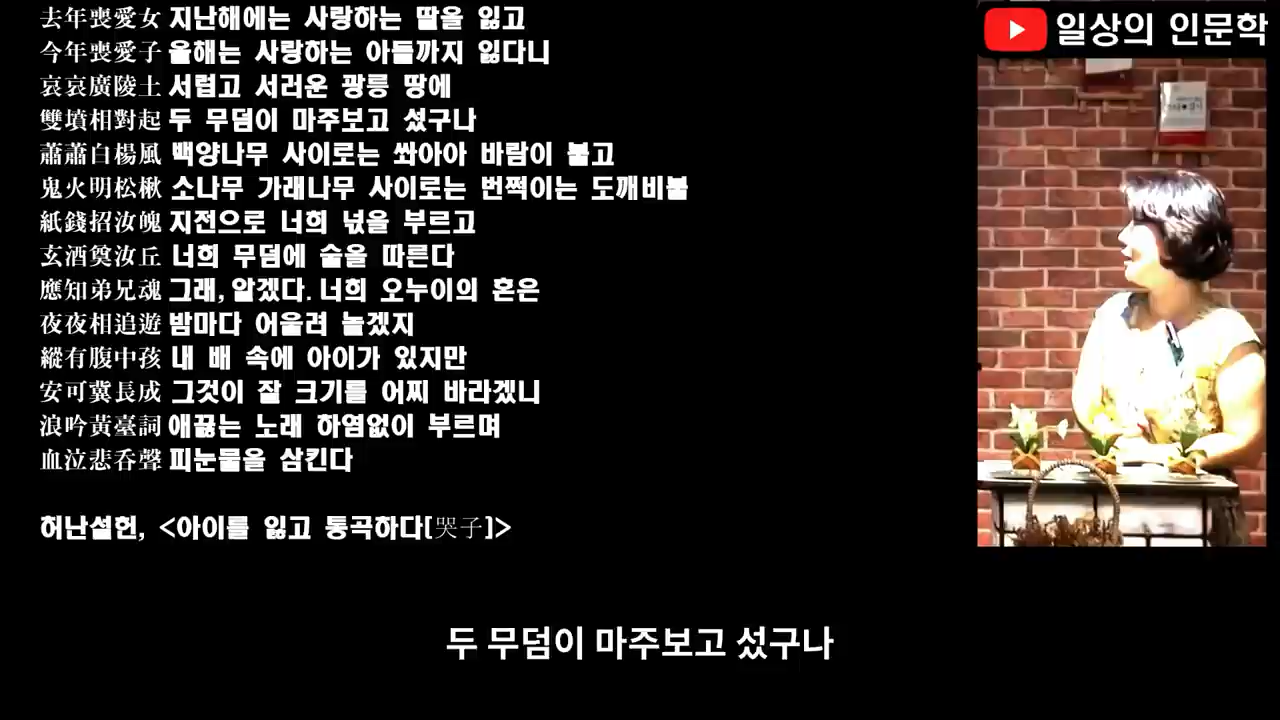 去年喪愛女 지난해에는 사랑하는 딸을 잃고
今年喪愛子 올해는 사랑하는 아들까지 잃다니
哀哀廣陵土 서럽고 서러운 광릉 땅에
雙墳相對起 두 무덤이 마주보고 섰구나
蕭蕭白楊風 백양나무 사이로는 쏴아아 바람이 불고
鬼火明松楸 소나무 가래나무 사이로는 번쩍이는 도깨비불
紙錢招汝魄 지전으로 너희 넋을 부르고
玄酒奠汝丘 너희 무덤에 술을 따른다
應知弟兄魂 그래, 알겠다. 너희 오누이의 혼은
夜夜相追遊 밤마다 어울려 놀겠지
縱有腹中孩 내 배 속에 아이가 있지만
安可冀長成 그것이 잘 크기를 어찌 바라겠니
浪吟黃臺詞 애끓는 노래 하염없이 부르며
血泣悲呑聲 피눈물을 삼킨다
허난설헌, <아이를 잃고 통곡하다[哭子]>
일상의 인문학
두 무덤이 마주보고 섰구나